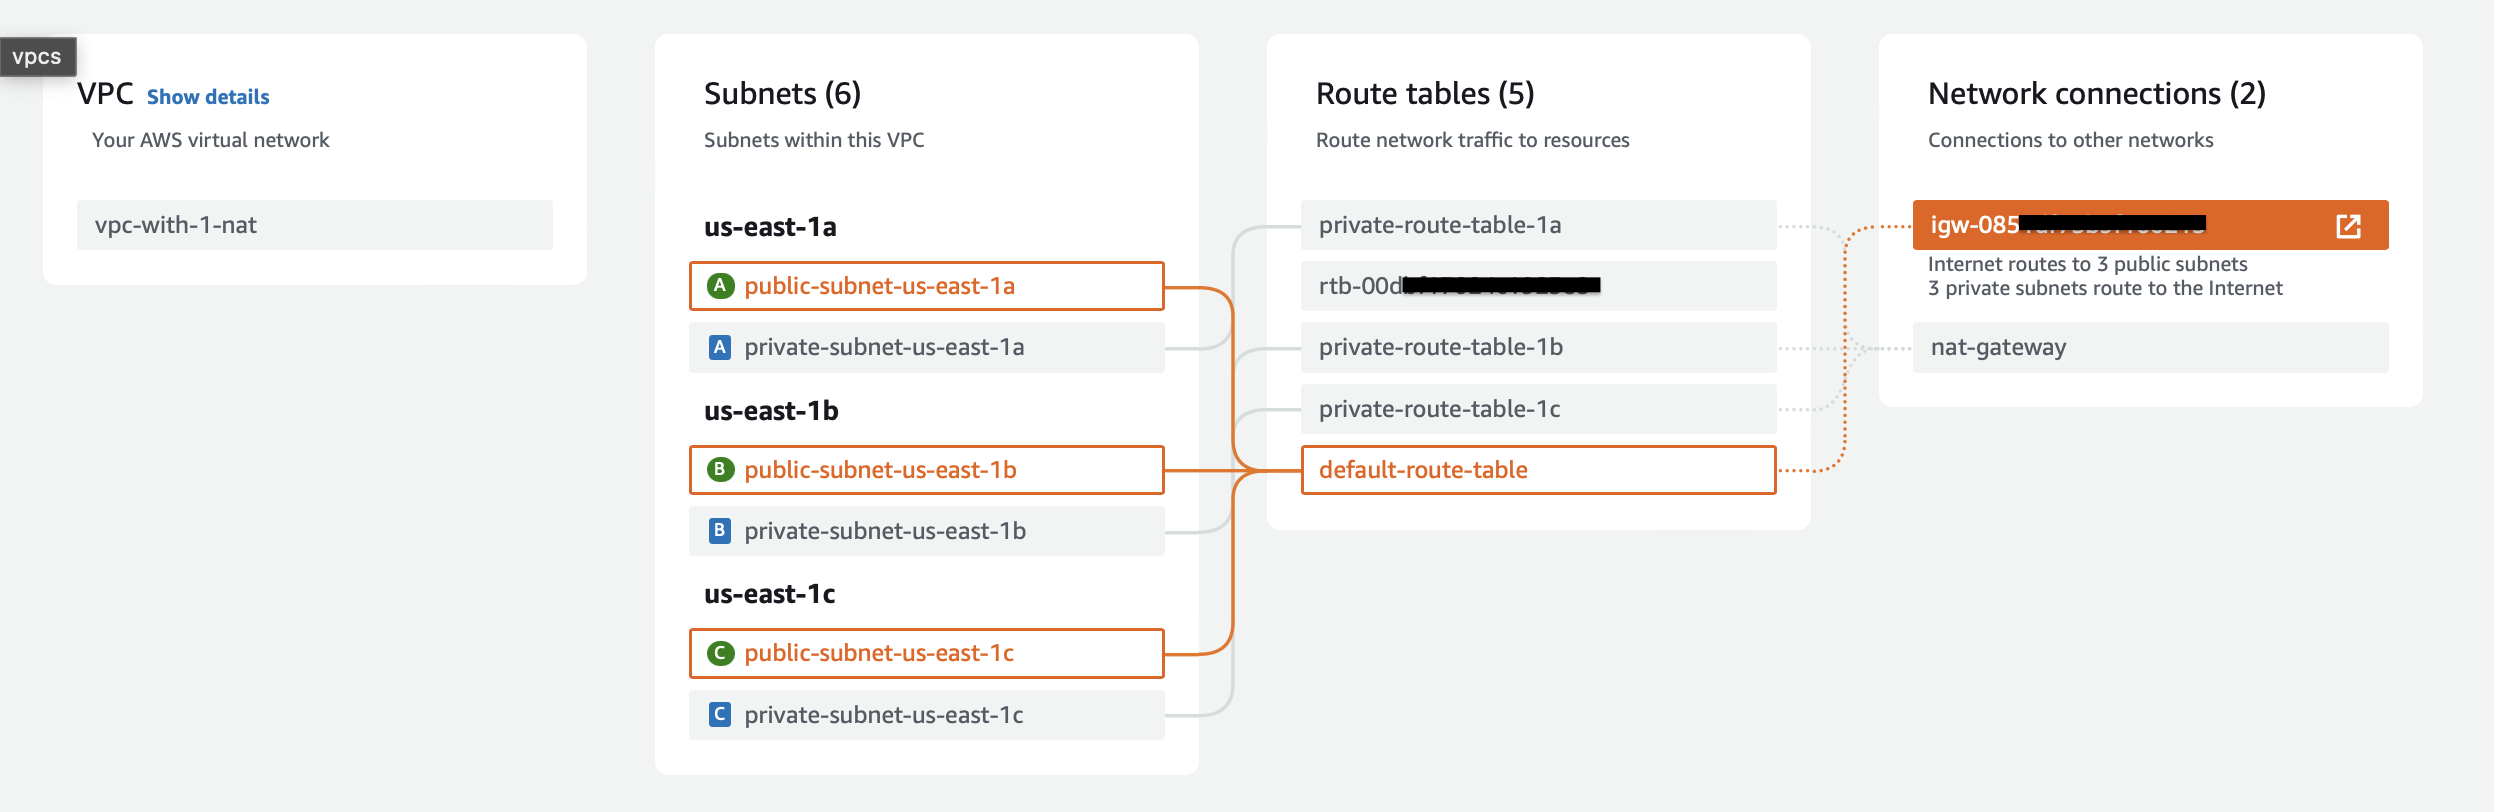 vpcs
VPC Show details
Your AWS virtual network
vpc-with-1-nat
Subnets (6)
Subnets within this VPC
us-east-1a
A public-subnet-us-east-1a
A private-subnet-us-east-1a
us-east-1b
B public-subnet-us-east-1b
B private-subnet-us-east-1b
us-east-1c
C public-subnet-us-east-1c
C private-subnet-us-east-1c
Route tables (5)
Route network traffic to resources
private-route-table-1a
rtb-00d
private-route-table-1b
private-route-table-1c
default-route-table
Network connections (2)
Connections to other networks
igw-085
Internet routes to 3 public subnets
3 private subnets route to the Internet
nat-gateway